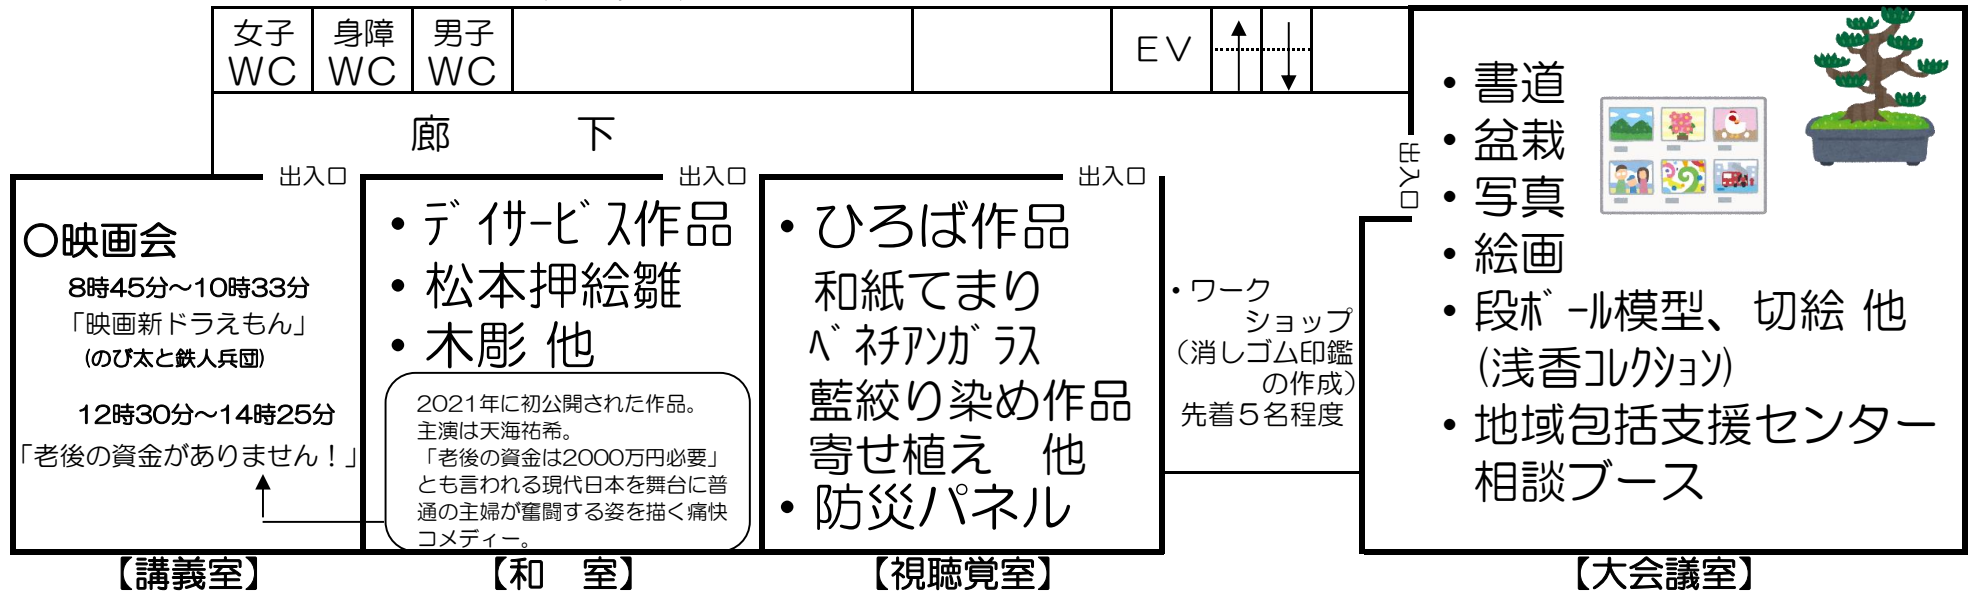 女子
WC
身障
WC
男子
WC
EV
廊　下
出入口
出入口
出入口
出入口
〇映画会
8時45分～10時33分
「映画新ドラえもん」
(のび太と鉄人兵団)
12時30分～14時25分
「老後の資金がありません！」
【講義室】
・ﾃﾞｲｻｰﾋﾞｽ作品
・松本押絵雛
・木彫 他
2021年に初公開された作品。
主演は天海祐希。
「老後の資金は2000万円必要」
とも言われる現代日本を舞台に普
通の主婦が奮闘する姿を描く痛快
コメディー。
【和　室】
・ひろば作品
和紙てまり
ﾍﾞﾈﾁｱﾝｶﾞﾗｽ
藍絞り染め作品
寄せ植え　他
・防災パネル
【視聴覚室】
・ワーク
ショップ
（消しゴム印鑑
の作成）
先着５名程度
・書道
・盆栽
・写真
・絵画
・段ﾎﾞｰﾙ模型、切絵 他
(浅香ｺﾚｸｼｮﾝ)
・地域包括支援センター
相談ブース
【大会議室】